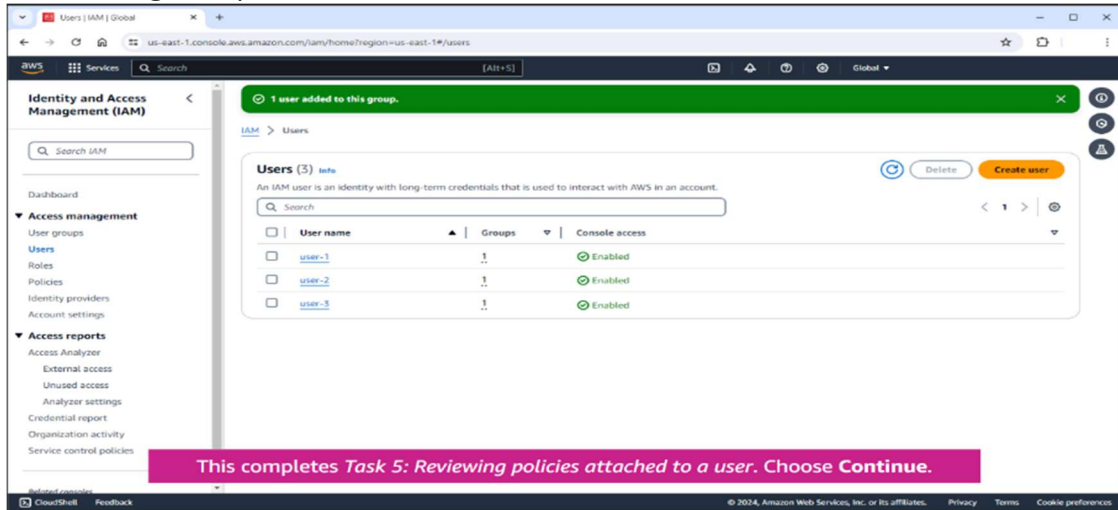 Users | IAM | Global
us-east-1.console.aws.amazon.com/iam/home?region=us-east-1#/users
aws Services Search [Alt+S] Global
Identity and Access Management (IAM)
Search IAM
Dashboard
Access management
User groups
Users
Roles
Policies
Identity providers
Account settings
Access reports
Access Analyzer
External access
Unused access
Analyzer settings
Credential report
Organization activity
Service control policies
Related consoles
1 user added to this group.
IAM > Users
Users (3) Info
Delete
Create user
An IAM user is an identity with long-term credentials that is used to interact with AWS in an account.
Search
1
User name Groups Console access
user-1 1 Enabled
user-2 1 Enabled
user-3 1 Enabled
This completes Task 5: Reviewing policies attached to a user. Choose Continue.
CloudShell Feedback © 2024, Amazon Web Services, Inc. or its affiliates. Privacy Terms Cookie preferences